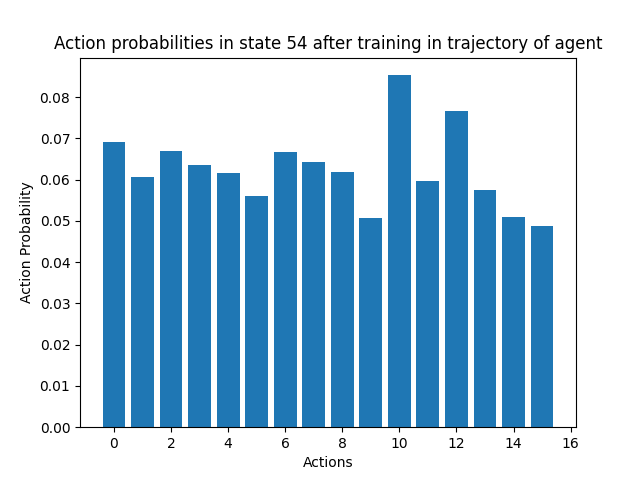 Action probabilities in state 54 after training in trajectory of agent
Action Probability
0.08
0.07
0.06
0.05
0.04
0.03
0.02
0.01
0.00
0 2 4 6 8 10 12 14 16
Actions